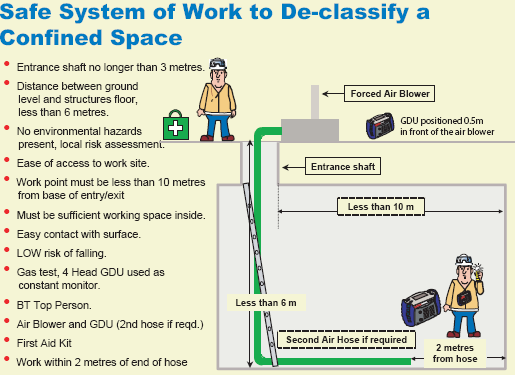 Safe System of Work to De-classify a
Confined Space
• Entrance shaft no longer than 3 metres.
• Distance between ground
level and structures floor,
less than 6 metres.
• No environmental hazards
present, local risk assessment.
• Ease of access to work site.
• Work point must be less than 10 metres
from base of entry/exit
• Must be sufficient working space inside.
• Easy contact with surface.
• LOW risk of falling.
• Gas test, 4 Head GDU used as
constant monitor.
• BT Top Person.
• Air Blower and GDU (2nd hose if reqd.)
• First Aid Kit
• Work within 2 metres of end of hose
Forced Air Blower
GDU positioned 0.5m
in front of the air blower
Entrance shaft
Less than 10 m
Less than 6 m
Second Air Hose if required
2 metres
from hose